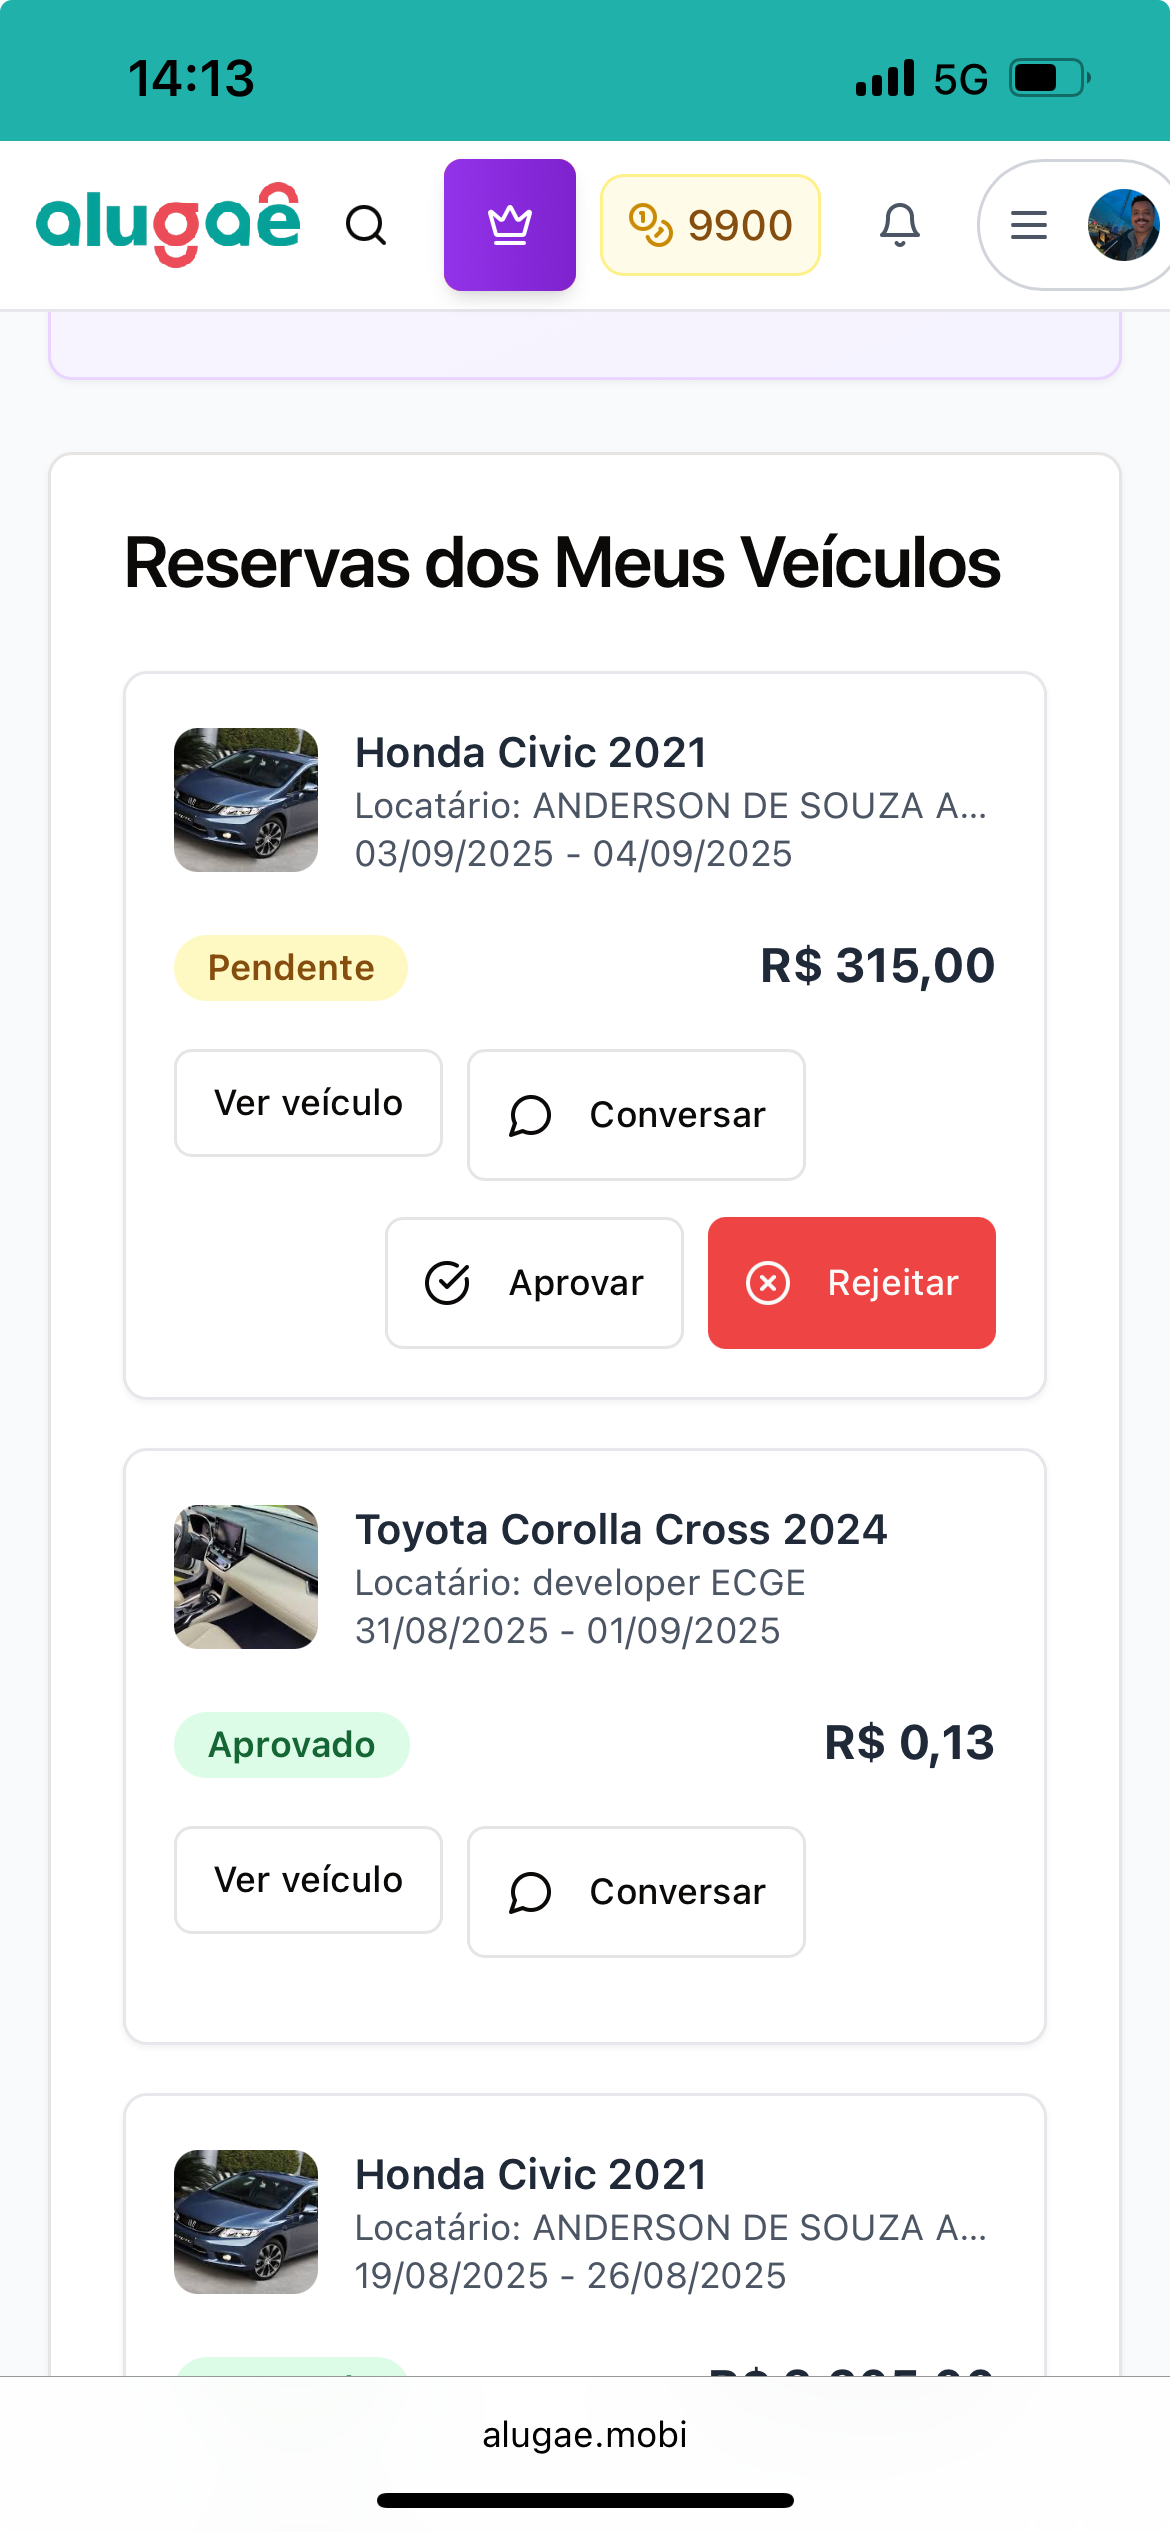 14:13
5G
alugaê
9900
Reservas dos Meus Veículos
Honda Civic 2021
Locatário: ANDERSON DE SOUZA A...
03/09/2025 - 04/09/2025
Pendente
R$ 315,00
Ver veículo
Conversar
Aprovar
Rejeitar
Toyota Corolla Cross 2024
Locatário: developer ECGE
31/08/2025 - 01/09/2025
Aprovado
R$ 0,13
Ver veículo
Conversar
Honda Civic 2021
Locatário: ANDERSON DE SOUZA A...
19/08/2025 - 26/08/2025
alugae.mobi